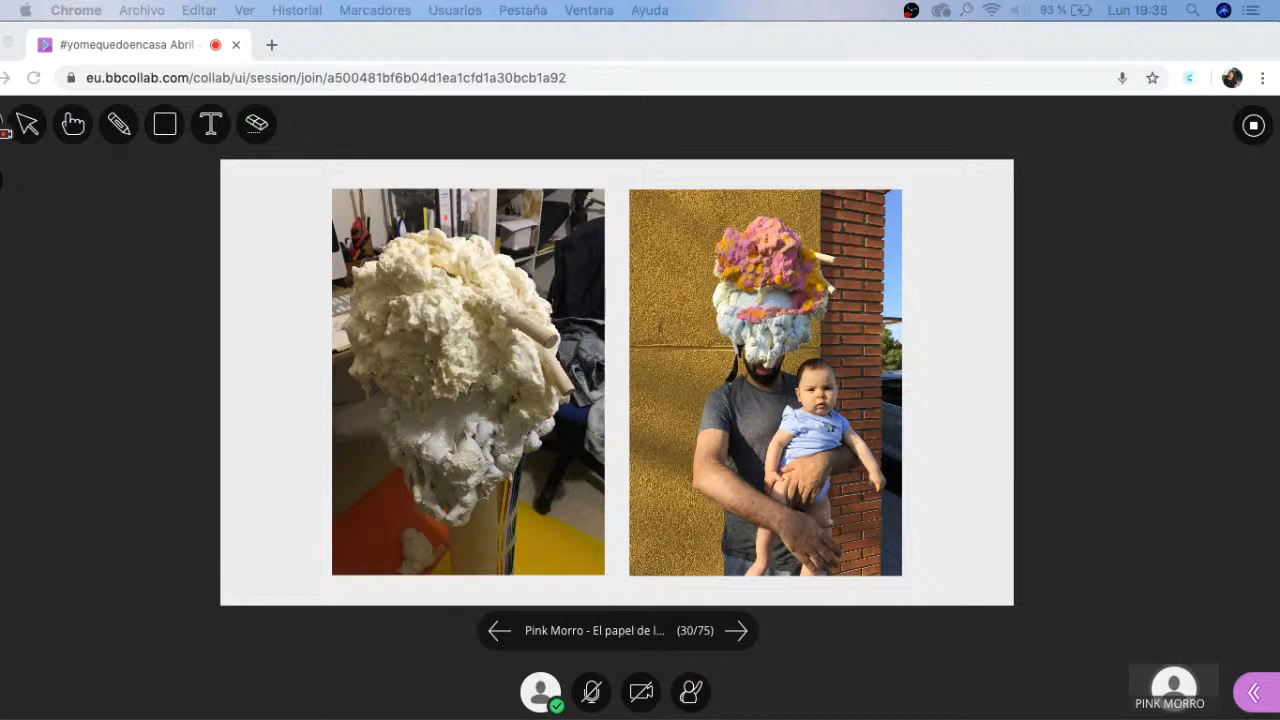 Chrome Archivo Editar Ver Historial Marcadores Usuarios Pestaña Ventana Ayuda 93 % Lun 19:35
#yomequedoencasa Abril -
eu.bbcollab.com/collab/ui/session/join/a500481bf6b04d1ea1cfd1a30bcb1a92
T
Pink Morro - El papel de l... (30/75)
PINK MORRO